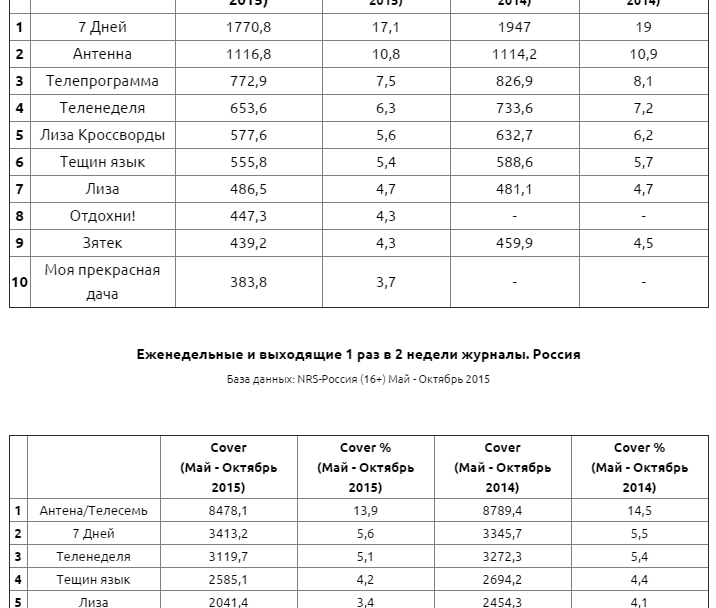 2015) 2015) 2014) 2014)
1 7 Дней 1770,8 17,1 1947 19
2 Антенна 1116,8 10,8 1114,2 10,9
3 Телепрограмма 772,9 7,5 826,9 8,1
4 Теленеделя 653,6 6,3 733,6 7,2
5 Лиза Кроссворды 577,6 5,6 632,7 6,2
6 Тещин язык 555,8 5,4 588,6 5,7
7 Лиза 486,5 4,7 481,1 4,7
8 Отдохни! 447,3 4,3 - -
9 Зятек 439,2 4,3 459,9 4,5
10 Моя прекрасная
дача 383,8 3,7 - -
Еженедельные и выходящие 1 раз в 2 недели журналы. Россия
База данных: NRS-Россия (16+) Май - Октябрь 2015
Cover Cover % Cover Cover %
(Май - Октябрь (Май - Октябрь (Май - Октябрь (Май - Октябрь
2015) 2015) 2014) 2014)
1 Антена/Телесемь 8478,1 13,9 8789,4 14,5
2 7 Дней 3413,2 5,6 3345,7 5,5
3 Теленеделя 3119,7 5,1 3272,3 5,4
4 Тещин язык 2585,1 4,2 2694,2 4,4
5 Лиза 2041,4 3,4 2454,3 4,1